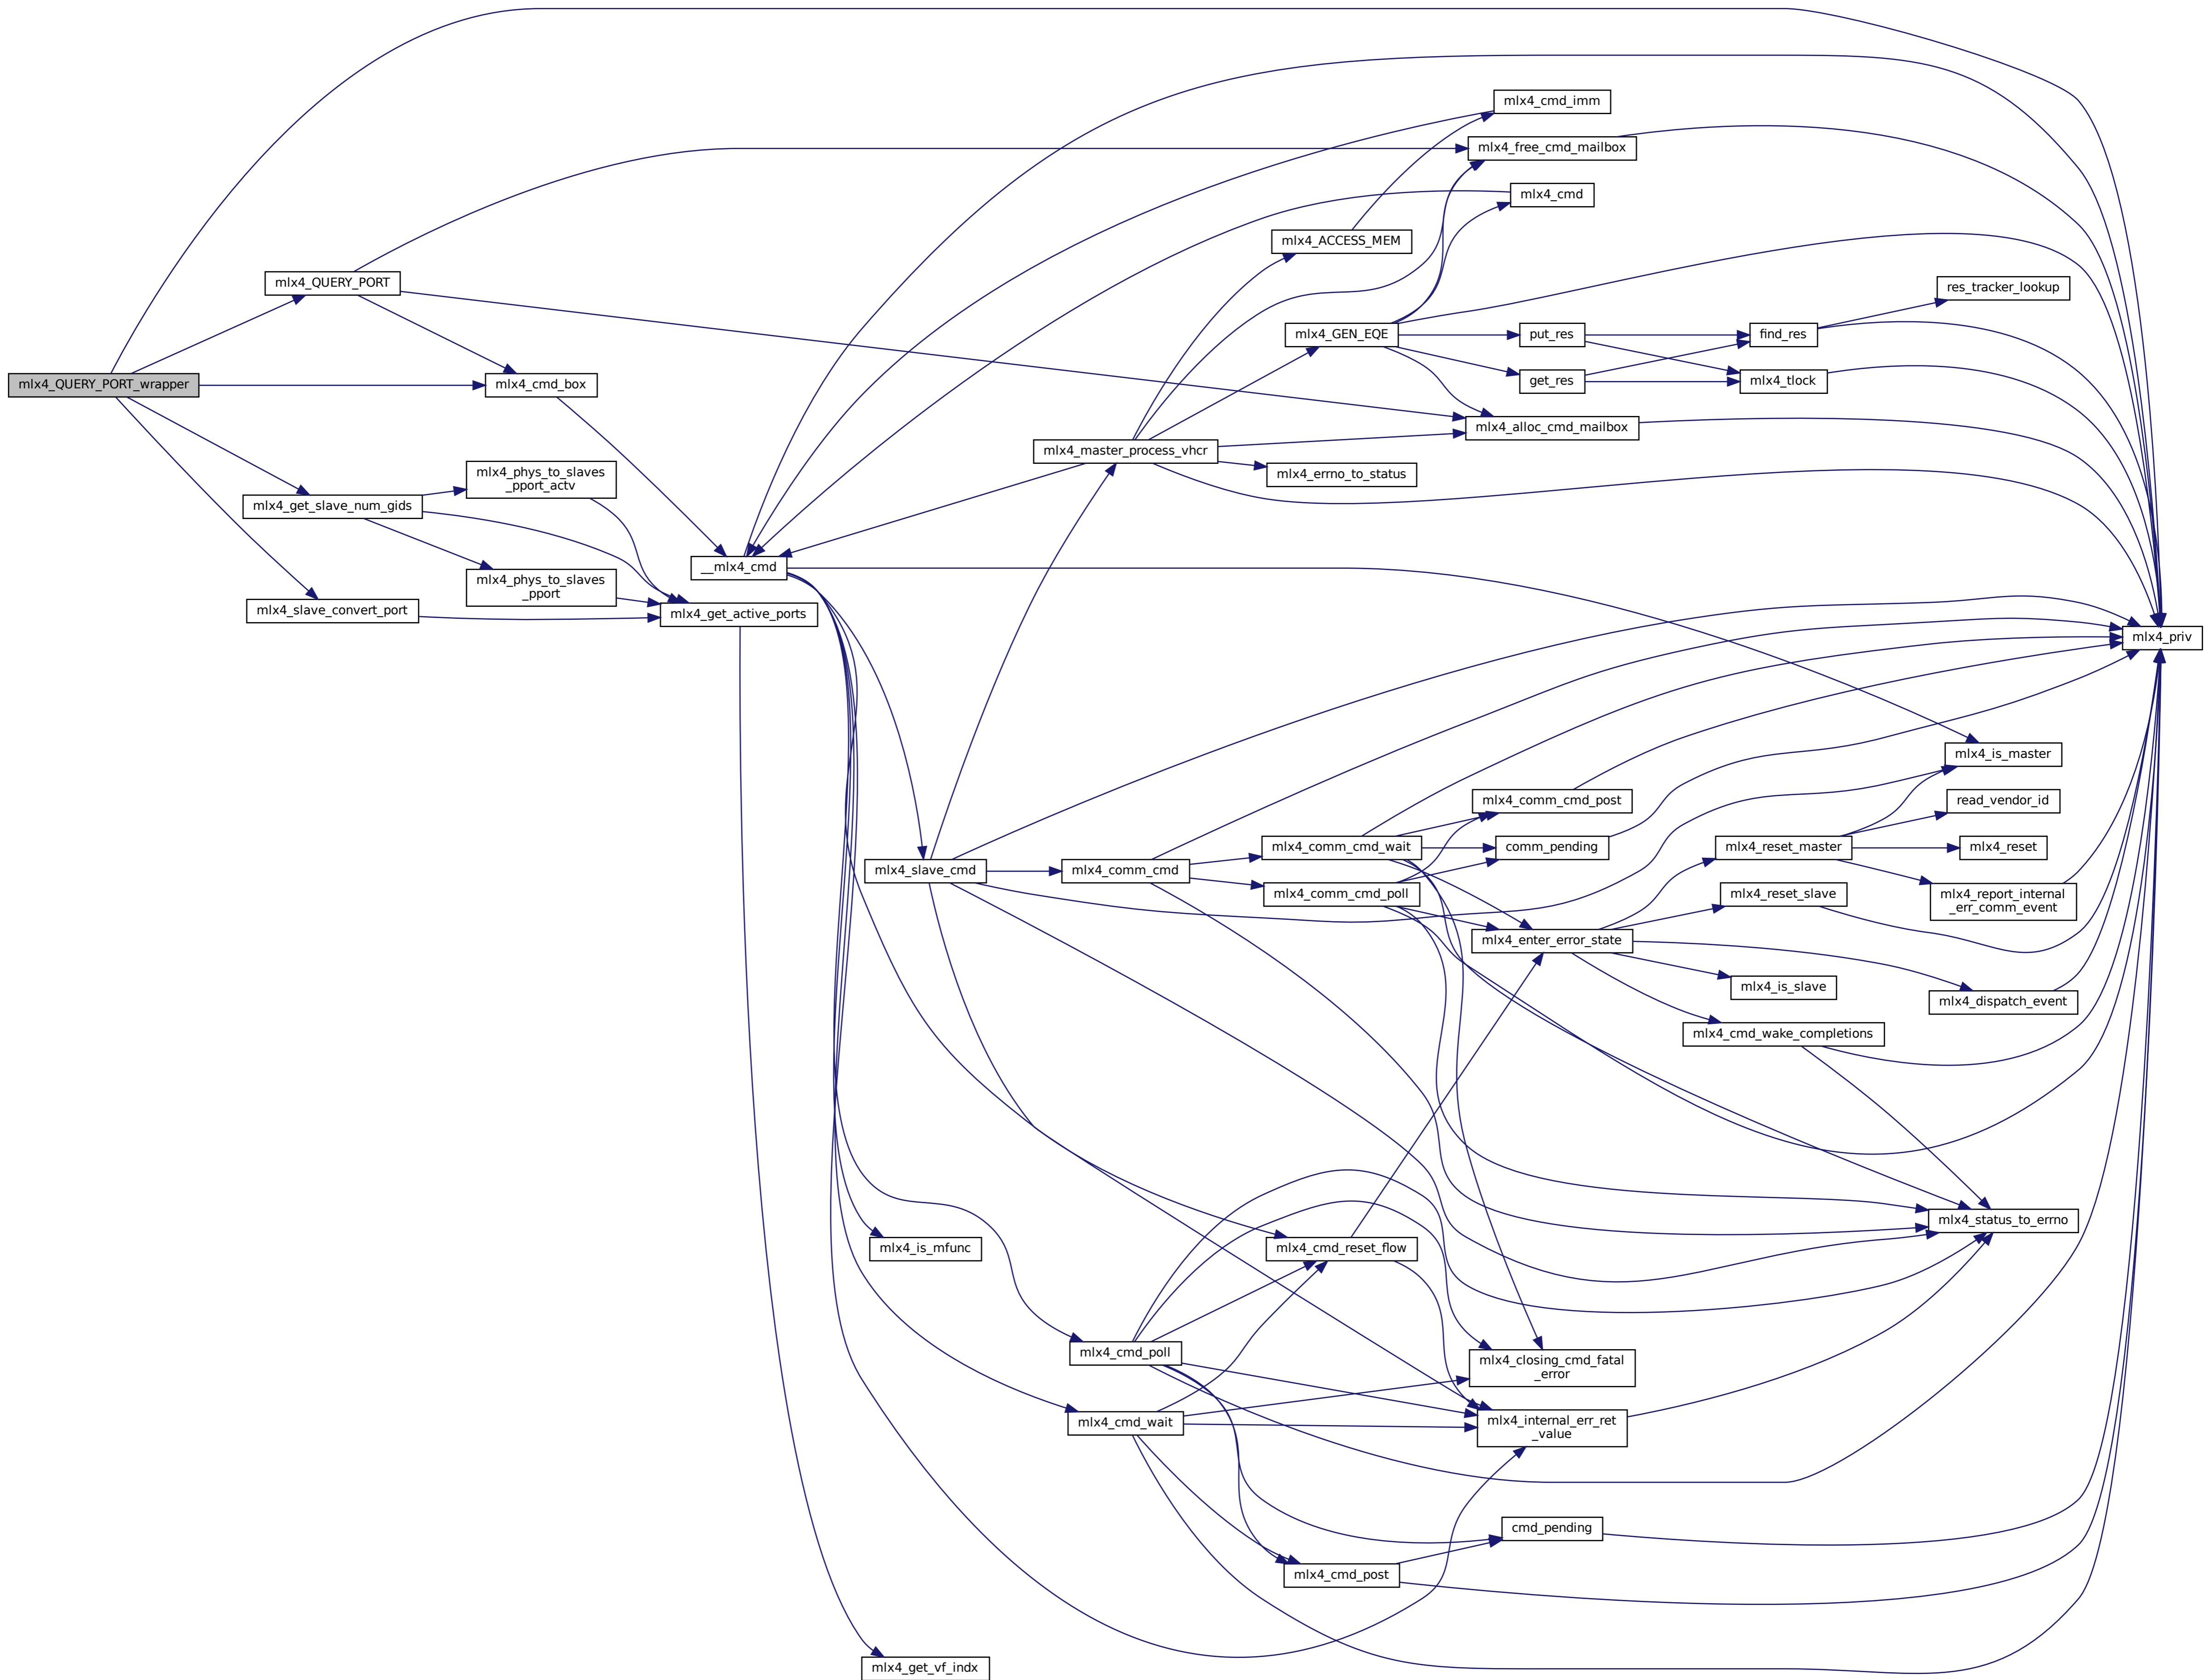 mlx4_cmd_imm
mlx4_free_cmd_mailbox
mlx4_cmd
mlx4_ACCESS_MEM
mlx4_QUERY_PORT
res_tracker_lookup
mlx4_GEN_EQE
put_res
find_res
mlx4_QUERY_PORT_wrapper
mlx4_cmd_box
get_res
mlx4_tlock
mlx4_alloc_cmd_mailbox
mlx4_master_process_vhcr
mlx4_errno_to_status
mlx4_phys_to_slaves
_pport_actv
mlx4_get_slave_num_gids
__mlx4_cmd
mlx4_phys_to_slaves
_pport
mlx4_slave_convert_port
mlx4_get_active_ports
mlx4_priv
mlx4_is_master
mlx4_comm_cmd_post
read_vendor_id
mlx4_comm_cmd_wait
comm_pending
mlx4_reset_master
mlx4_reset
mlx4_slave_cmd
mlx4_comm_cmd
mlx4_comm_cmd_poll
mlx4_reset_slave
mlx4_report_internal
_err_comm_event
mlx4_enter_error_state
mlx4_is_slave
mlx4_dispatch_event
mlx4_cmd_wake_completions
mlx4_status_to_errno
mlx4_is_mfunc
mlx4_cmd_reset_flow
mlx4_cmd_poll
mlx4_closing_cmd_fatal
_error
mlx4_cmd_wait
mlx4_internal_err_ret
_value
cmd_pending
mlx4_cmd_post
mlx4_get_vf_indx